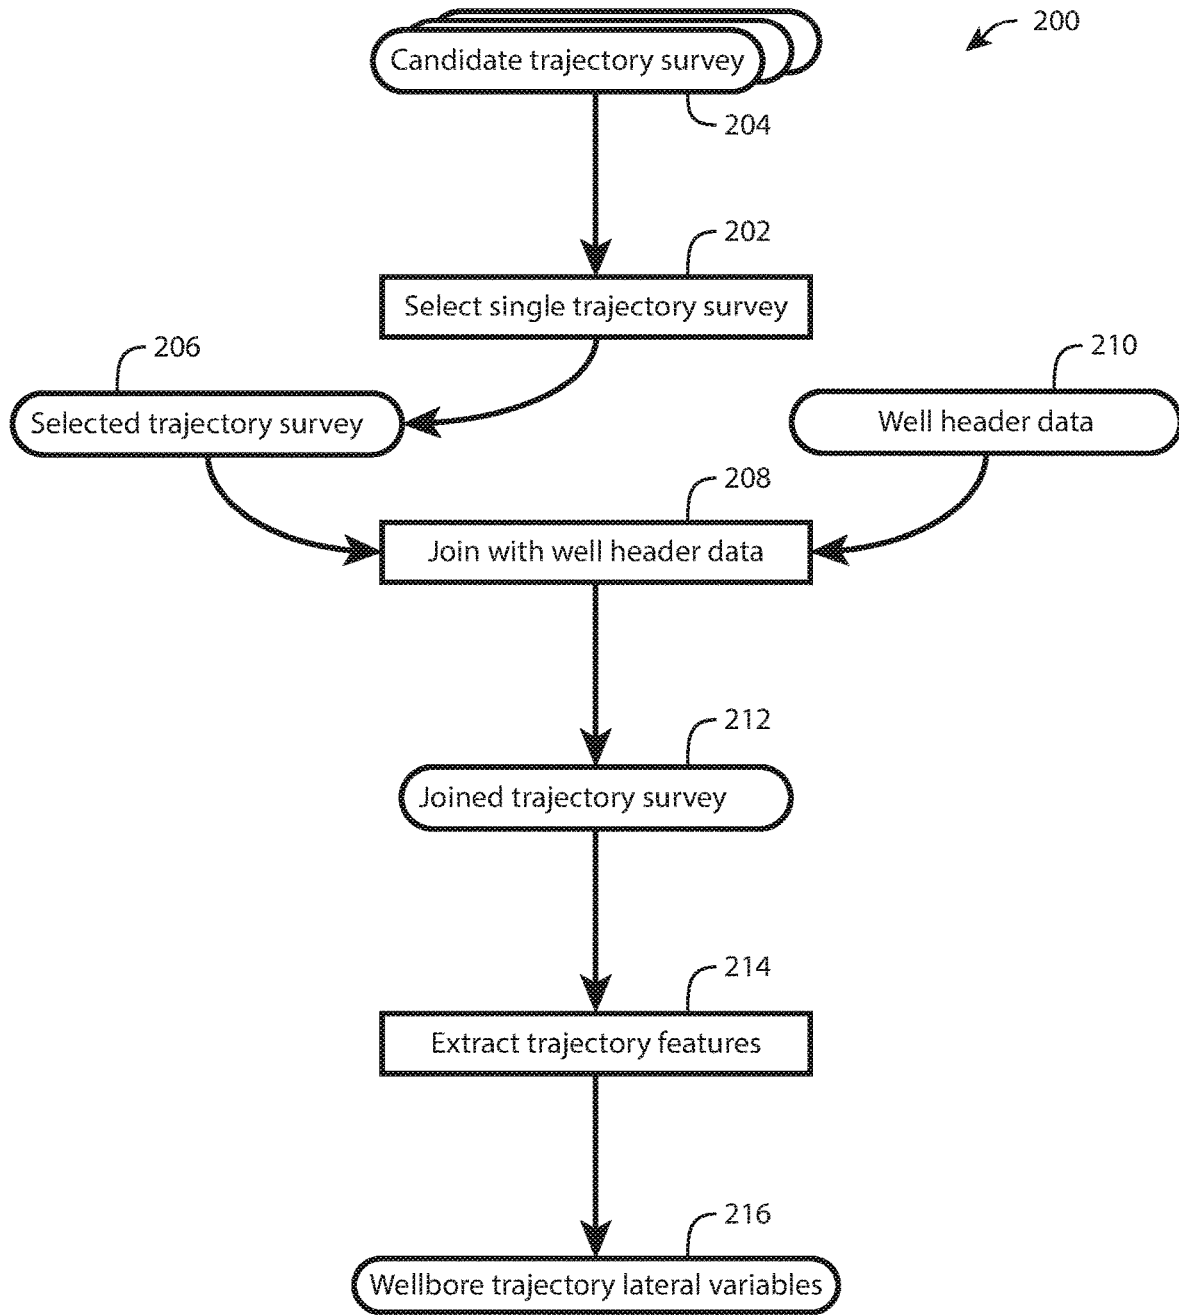 200
Candidate trajectory survey
204
202
Select single trajectory survey
206
210
Selected trajectory survey
Well header data
208
Join with well header data
212
Joined trajectory survey
214
Extract trajectory features
216
Wellbore trajectory lateral variables